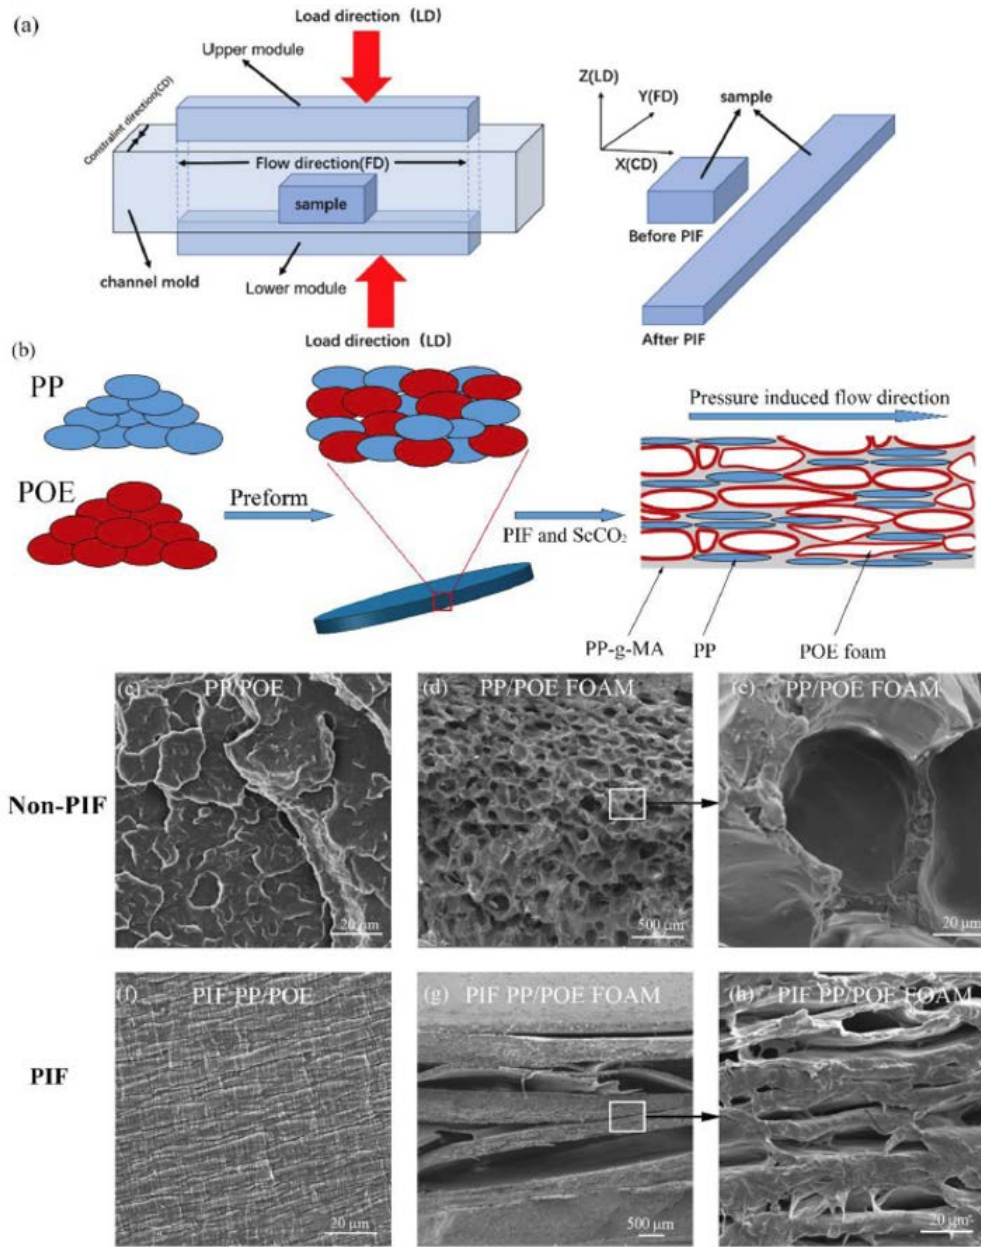 (a)
Load direction (LD)
Upper module
Constraint direction(CD)
Flow direction(FD)
sample
channel mold
Lower module
Load direction (LD)
Z(LD)
Y(FD)
X(CD)
sample
Before PIF
After PIF
(b)
PP
POE
Preform
PIF and ScCO₂
Pressure induced flow direction
PP-g-MA
PP
POE foam
Non-PIF
(c) PP/POE
20 μm
(d) PP/POE FOAM
500 μm
(e) PP/POE FOAM
20 μm
PIF
(f) PIF PP/POE
20 μm
(g) PIF PP/POE FOAM
500 μm
(h) PIF PP/POE FOAM
20 μm